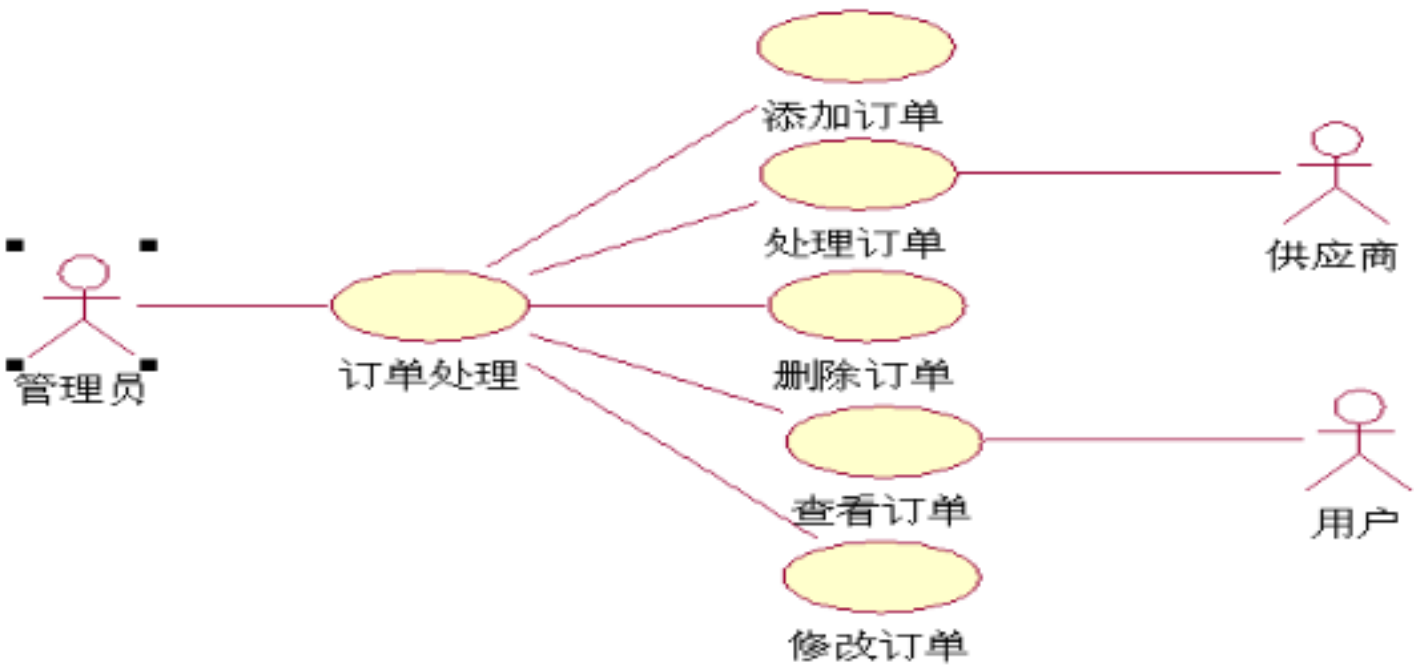 添加订单
处理订单
供应商
管理员
订单处理
删除订单
查看订单
用户
修改订单